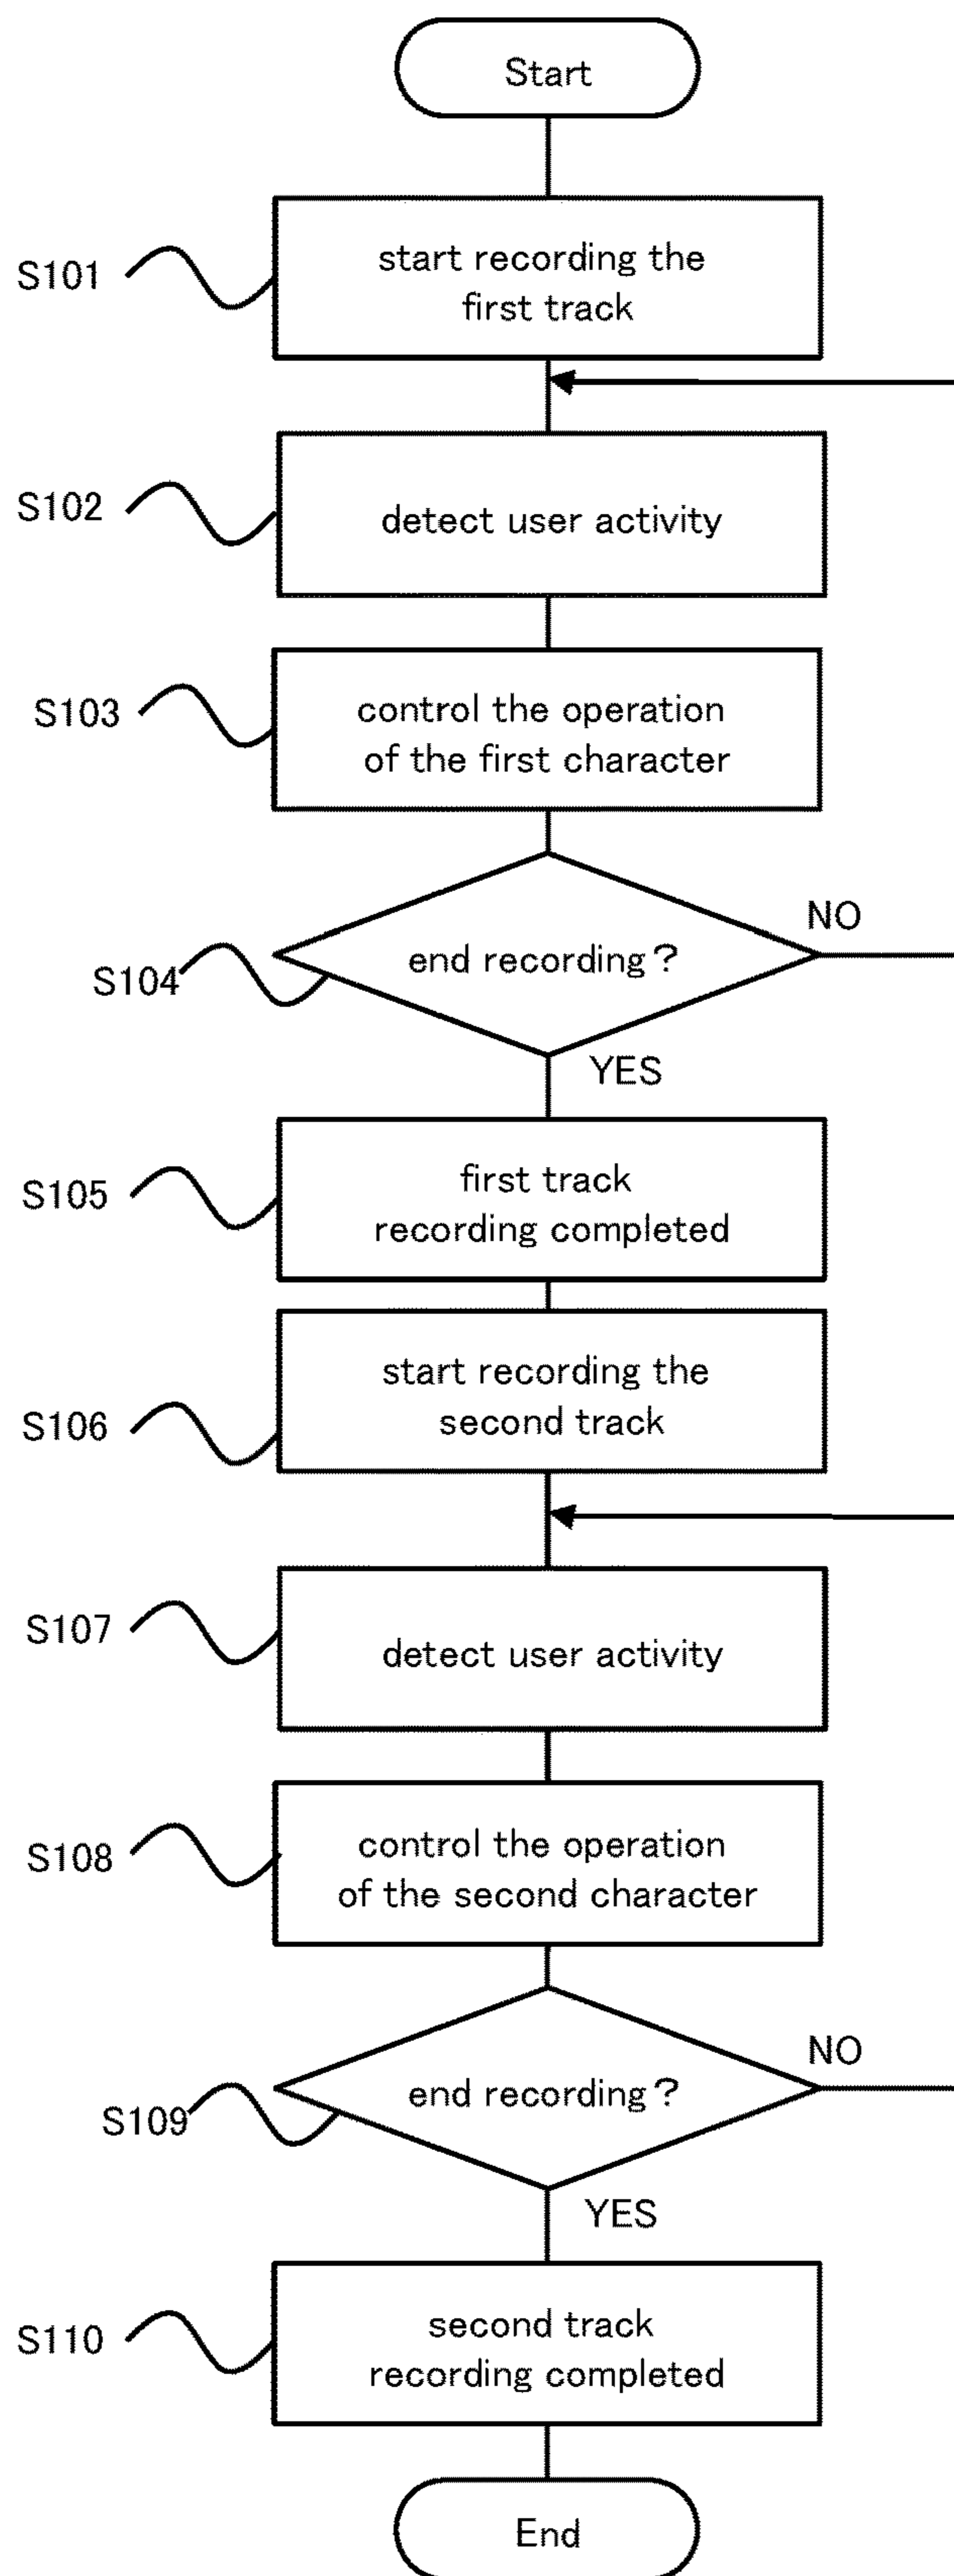 Start
S101
start recording the
first track
S102
detect user activity
S103
control the operation
of the first character
S104
end recording?
NO
YES
S105
first track
recording completed
S106
start recording the
second track
S107
detect user activity
S108
control the operation
of the second character
S109
end recording?
NO
YES
S110
second track
recording completed
End